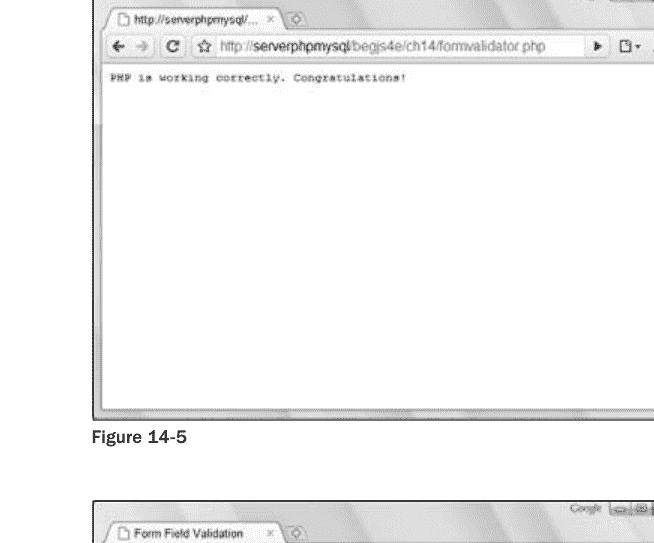 http://serverphpmysql/...
http://serverphpmysql/begjs4e/ch14/formvalidator.php
PHP is working correctly. Congratulations!
Figure 14-5
Google
Form Field Validation